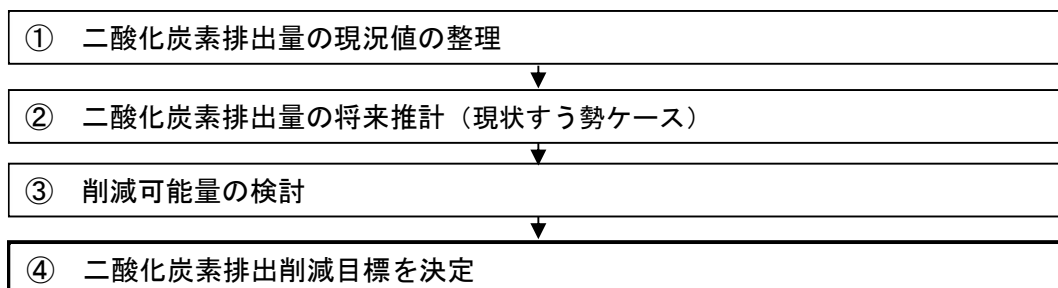 ① 二酸化炭素排出量の現況値の整理
② 二酸化炭素排出量の将来推計（現状すう勢ケース）
③ 削減可能量の検討
④ 二酸化炭素排出削減目標を決定